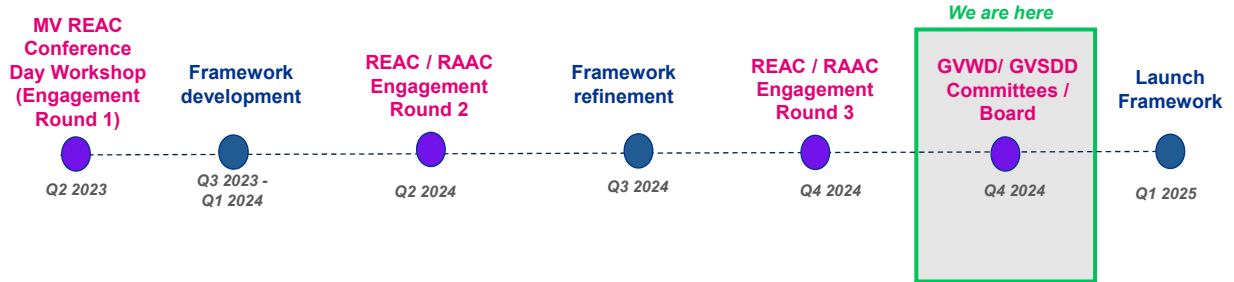 We are here
MV REAC
Conference
Day Workshop
(Engagement
Round 1)
Framework
development
REAC / RAAC
Engagement
Round 2
Framework
refinement
REAC / RAAC
Engagement
Round 3
GVWD/ GVSDD
Committees /
Board
Launch
Framework
Q2 2023
Q3 2023 -
Q1 2024
Q2 2024
Q3 2024
Q4 2024
Q4 2024
Q1 2025